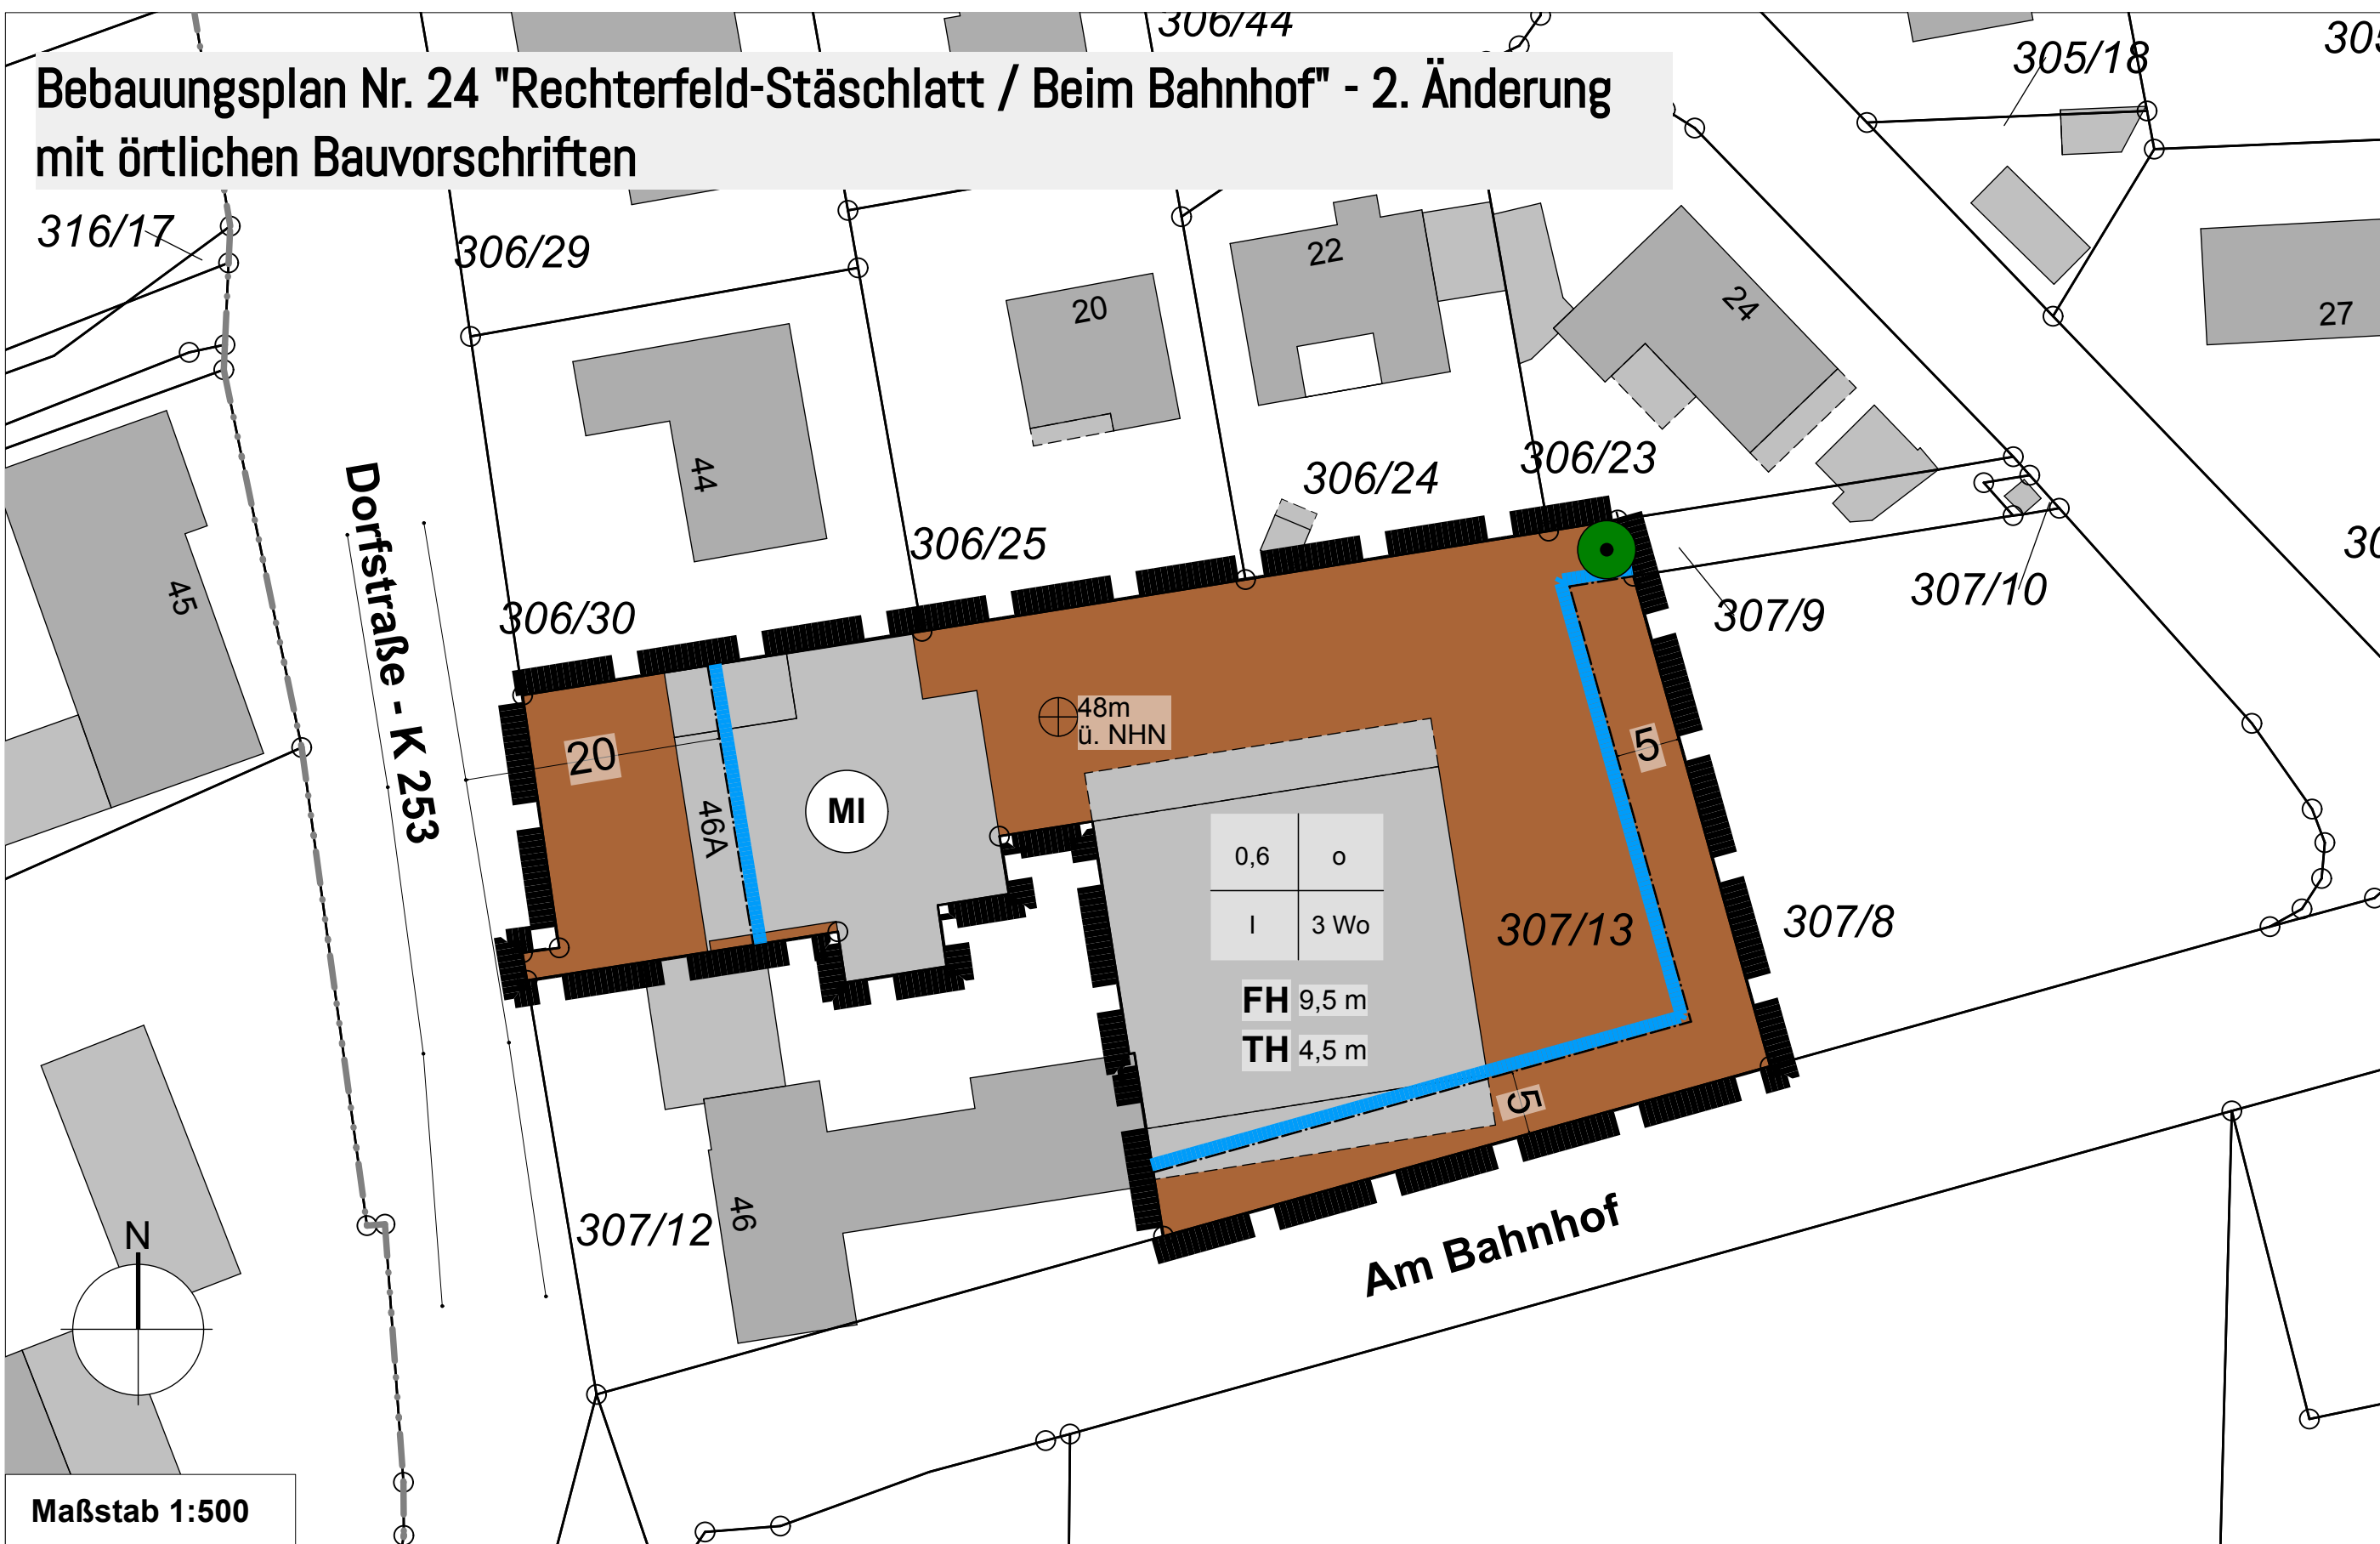 306/44
305/18
Bebauungsplan Nr. 24 "Rechterfeld-Stäschlatt / Beim Bahnhof" - 2. Änderung
mit örtlichen Bauvorschriften
316/17
306/29
22
20
24
27
44
306/24
306/23
306/25
45
306/30
307/9
307/10
Dorfstraße - K 253
48m
ü. NHN
20
5
46A
MI
0,6 o
I 3 Wo
307/13
307/8
FH 9,5 m
TH 4,5 m
5
307/12
46
Am Bahnhof
N
Maßstab 1:500